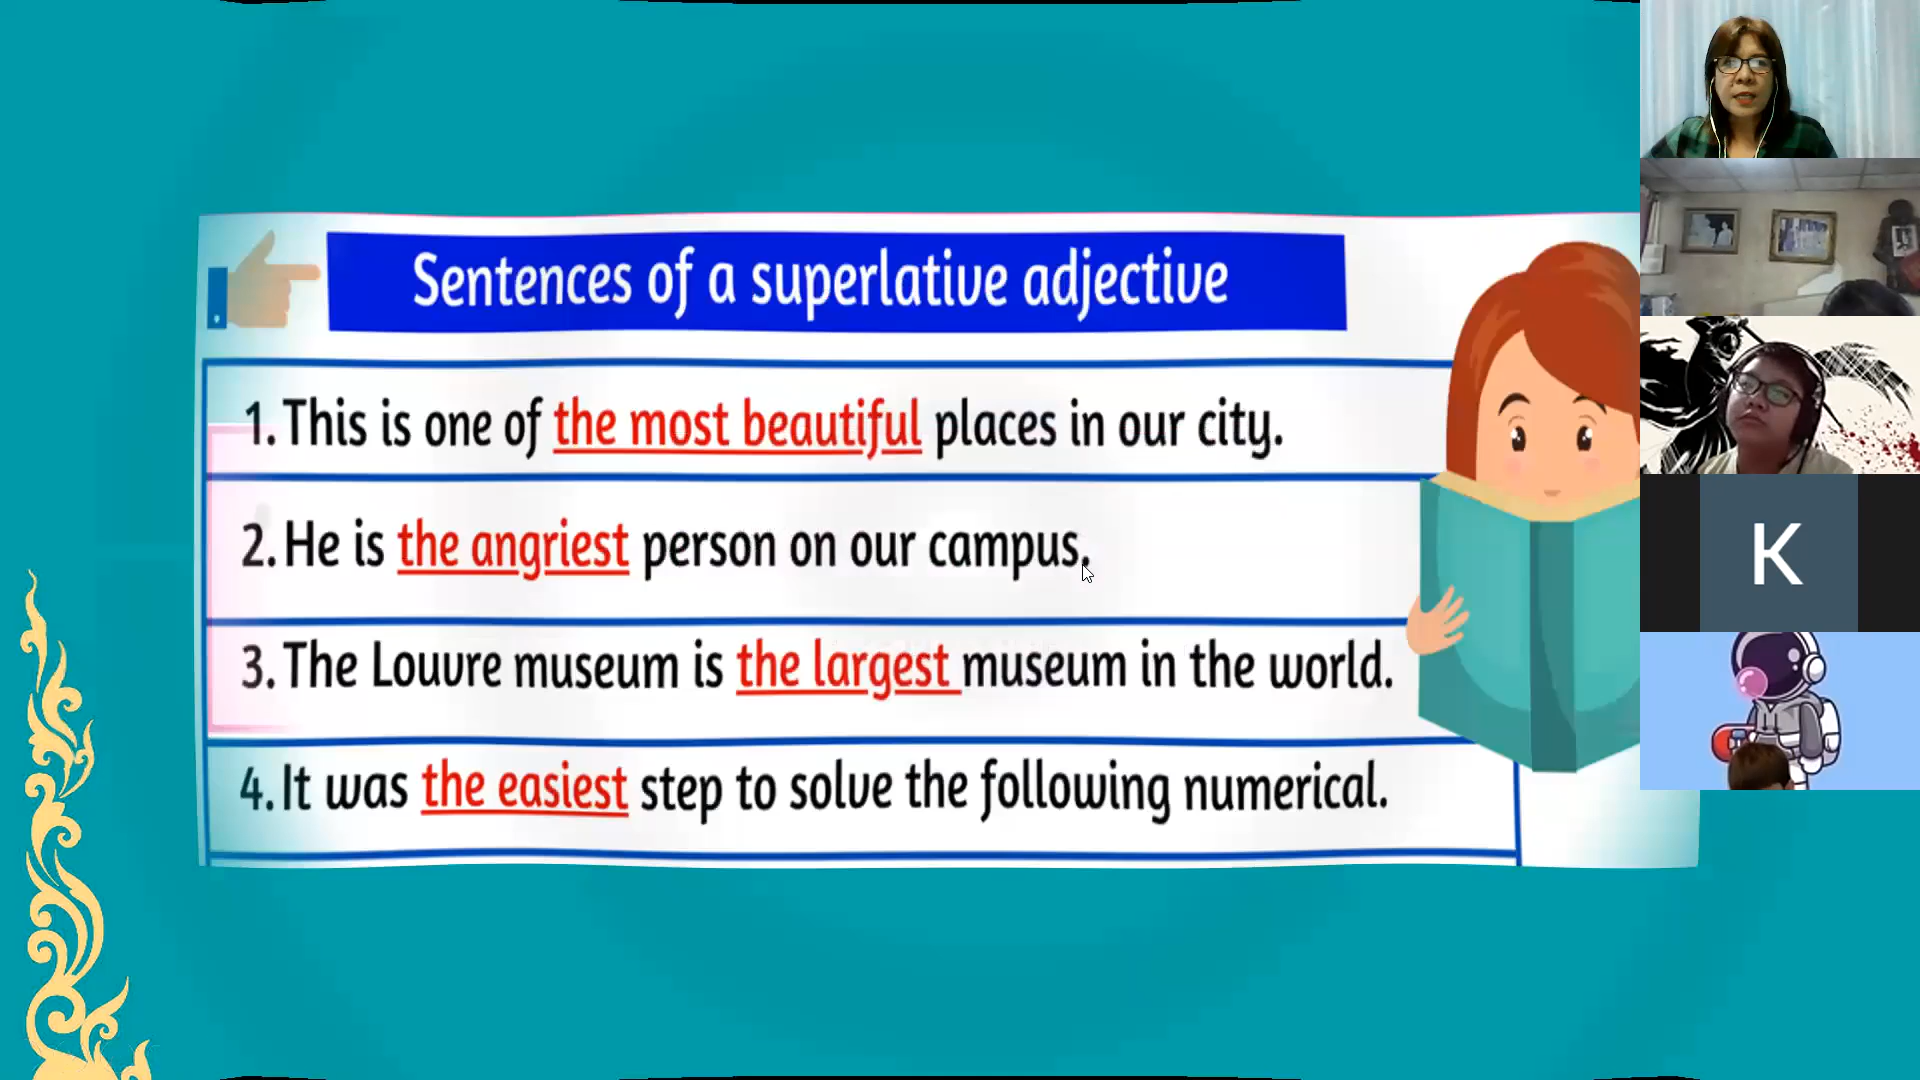 Sentences of a superlative adjective
1. This is one of the most beautiful places in our city.
2. He is the angriest person on our campus.
3. The Louvre museum is the largest museum in the world.
4. It was the easiest step to solve the following numerical.
K